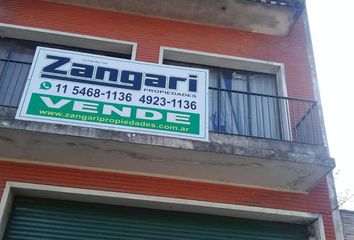 Zangari
PROPIEDADES
11 5468-1136 4923-1136
VENDE
www.zangaripropiedades.com.ar